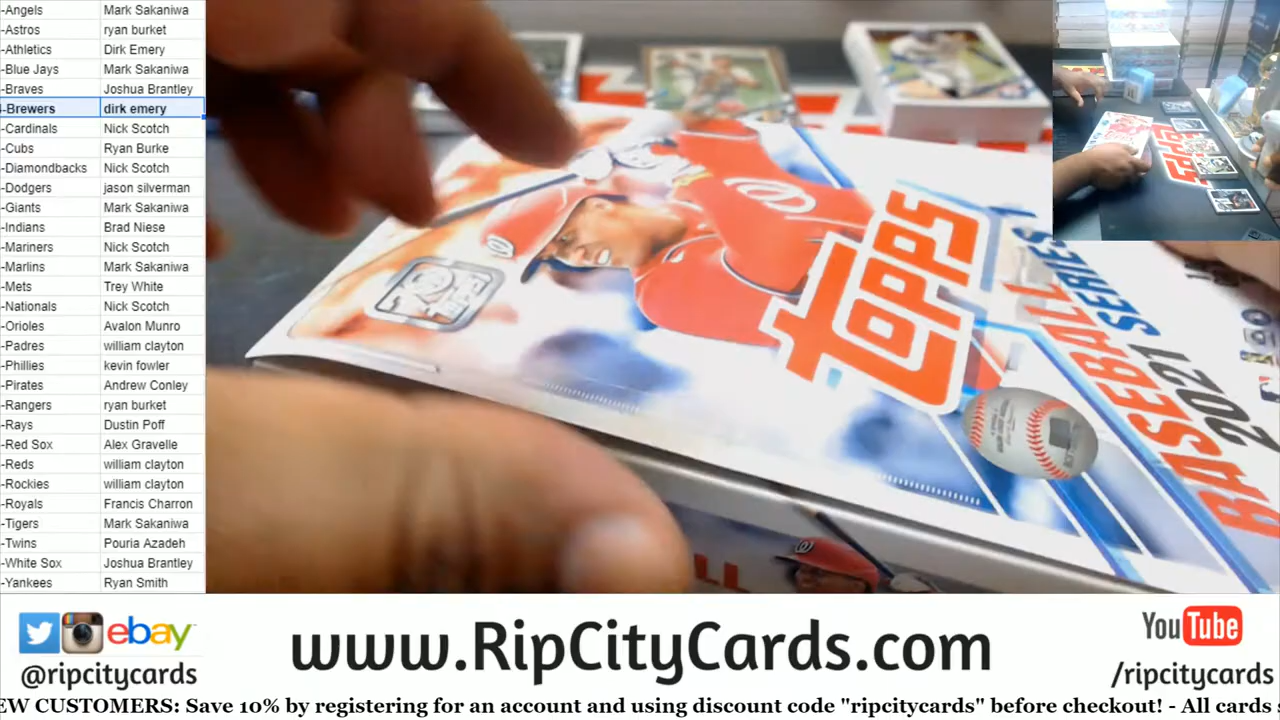 -Angels Mark Sakaniwa
-Astros ryan burket
-Athletics Dirk Emery
-Blue Jays Mark Sakaniwa
-Braves Joshua Brantley
-Brewers dirk emery
-Cardinals Nick Scotch
-Cubs Ryan Burke
-Diamondbacks Nick Scotch
-Dodgers jason silverman
-Giants Mark Sakaniwa
-Indians Brad Niese
-Mariners Nick Scotch
-Marlins Mark Sakaniwa
-Mets Trey White
-Nationals Nick Scotch
-Orioles Avalon Munro
-Padres william clayton
-Phillies kevin fowler
-Pirates Andrew Conley
-Rangers ryan burket
-Rays Dustin Poff
-Red Sox Alex Gravelle
-Reds william clayton
-Rockies william clayton
-Royals Francis Charron
-Tigers Mark Sakaniwa
-Twins Pouria Azadeh
-White Sox Joshua Brantley
-Yankees Ryan Smith
topps
BASEBALL SERIES
2021
70
topps
ebay
@ripcitycards
www.RipCityCards.com
YouTube
/ripcitycards
EW CUSTOMERS: Save 10% by registering for an account and using discount code "ripcitycards" before checkout! - All cards